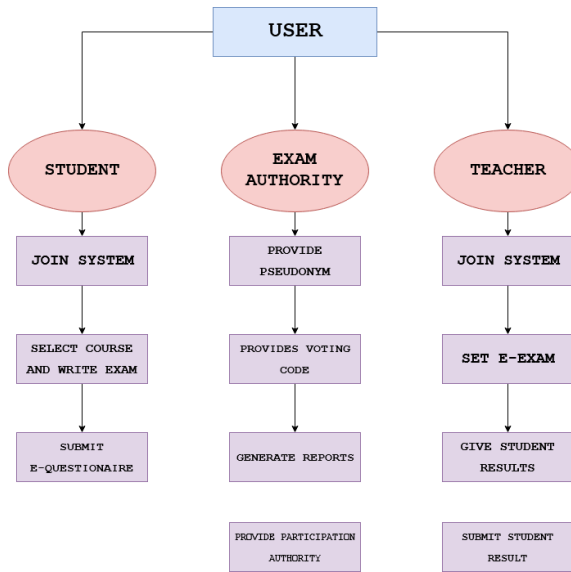 USER
STUDENT
EXAM
AUTHORITY
TEACHER
JOIN SYSTEM
PROVIDE
PSEUDONYM
JOIN SYSTEM
SELECT COURSE
AND WRITE EXAM
PROVIDES VOTING
CODE
SET E-EXAM
SUBMIT
E-QUESTIONAIRE
GENERATE REPORTS
GIVE STUDENT
RESULTS
PROVIDE PARTICIPATION
AUTHORITY
SUBMIT STUDENT
RESULT